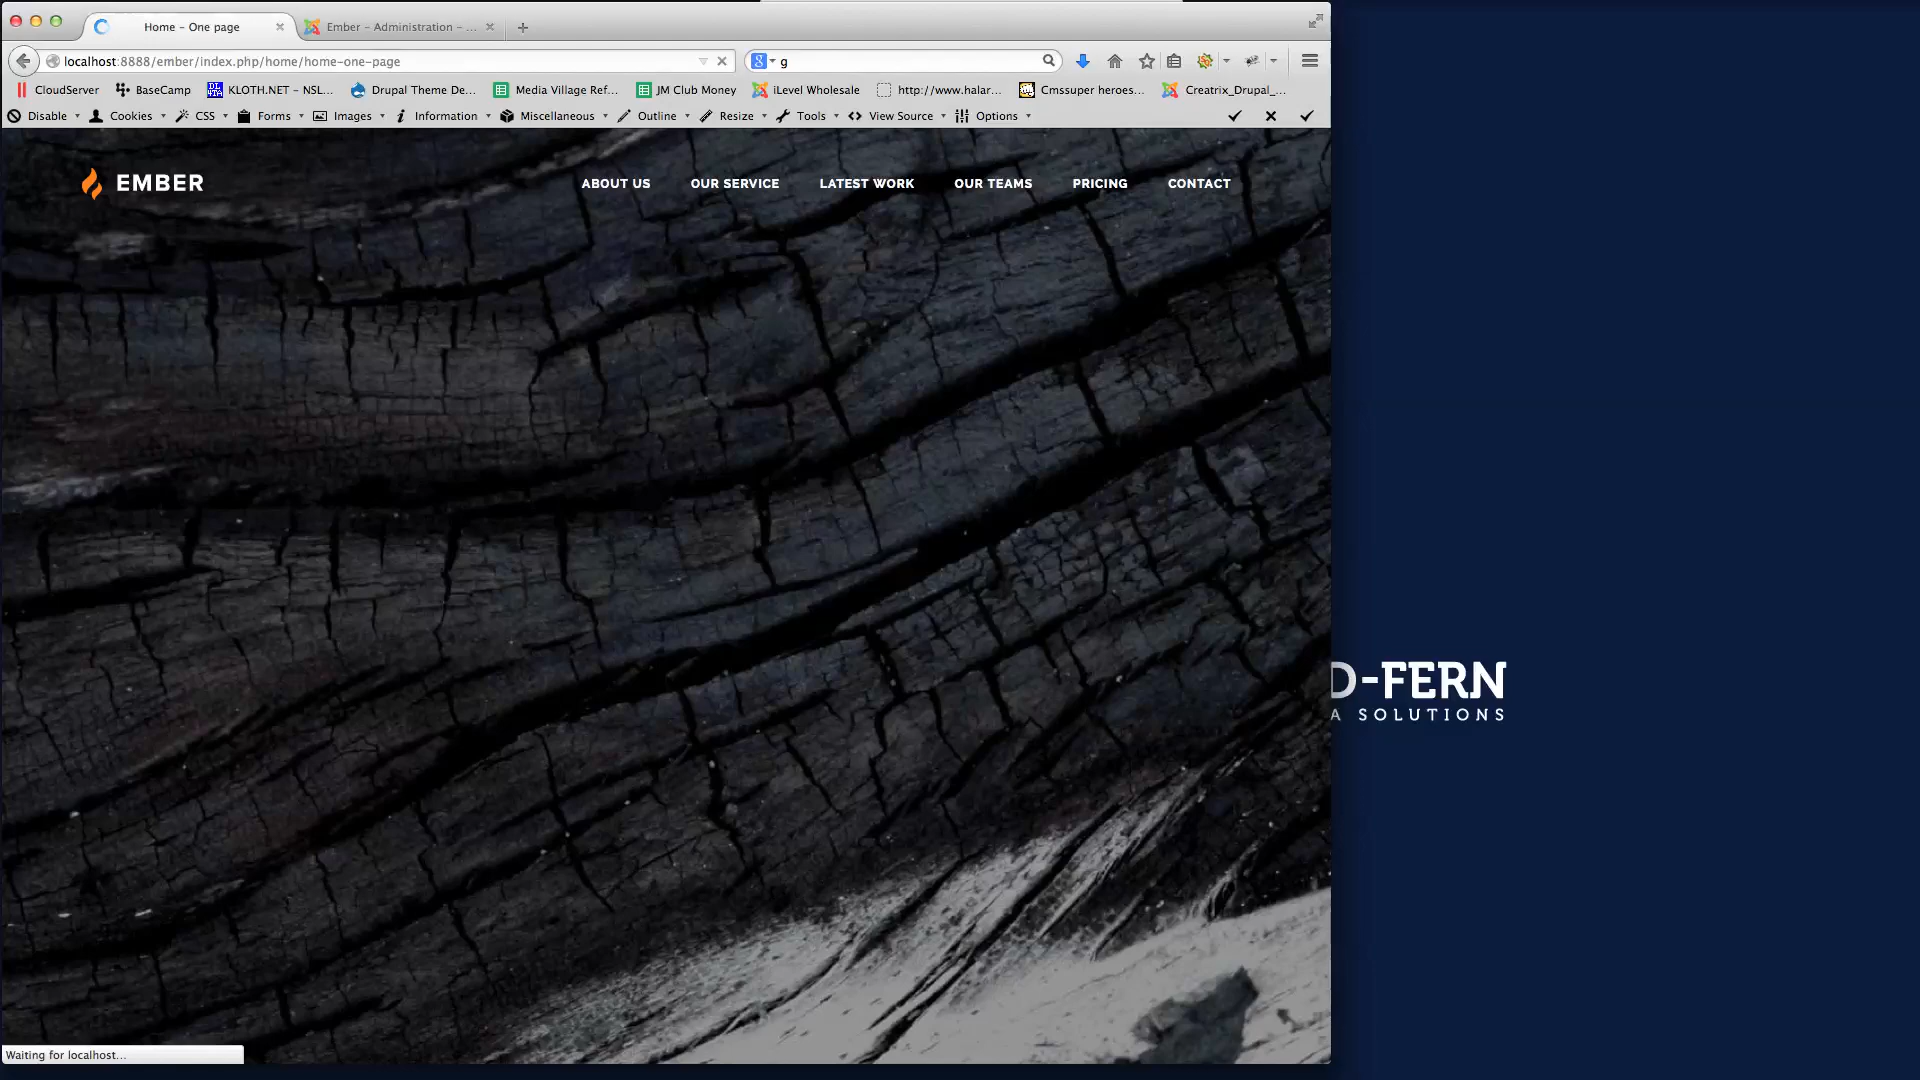 Home – One page
Ember – Administration – ...
localhost:8888/ember/index.php/home/home-one-page
g
CloudServer
BaseCamp
KLOTH.NET – NSL...
Drupal Theme De...
Media Village Ref...
JM Club Money
iLevel Wholesale
http://www.halar...
Cmssuper heroes...
Creatrix_Drupal_...
Disable
Cookies
CSS
Forms
Images
Information
Miscellaneous
Outline
Resize
Tools
View Source
Options
EMBER
ABOUT US
OUR SERVICE
LATEST WORK
OUR TEAMS
PRICING
CONTACT
D-FERN
A SOLUTIONS
Waiting for localhost...